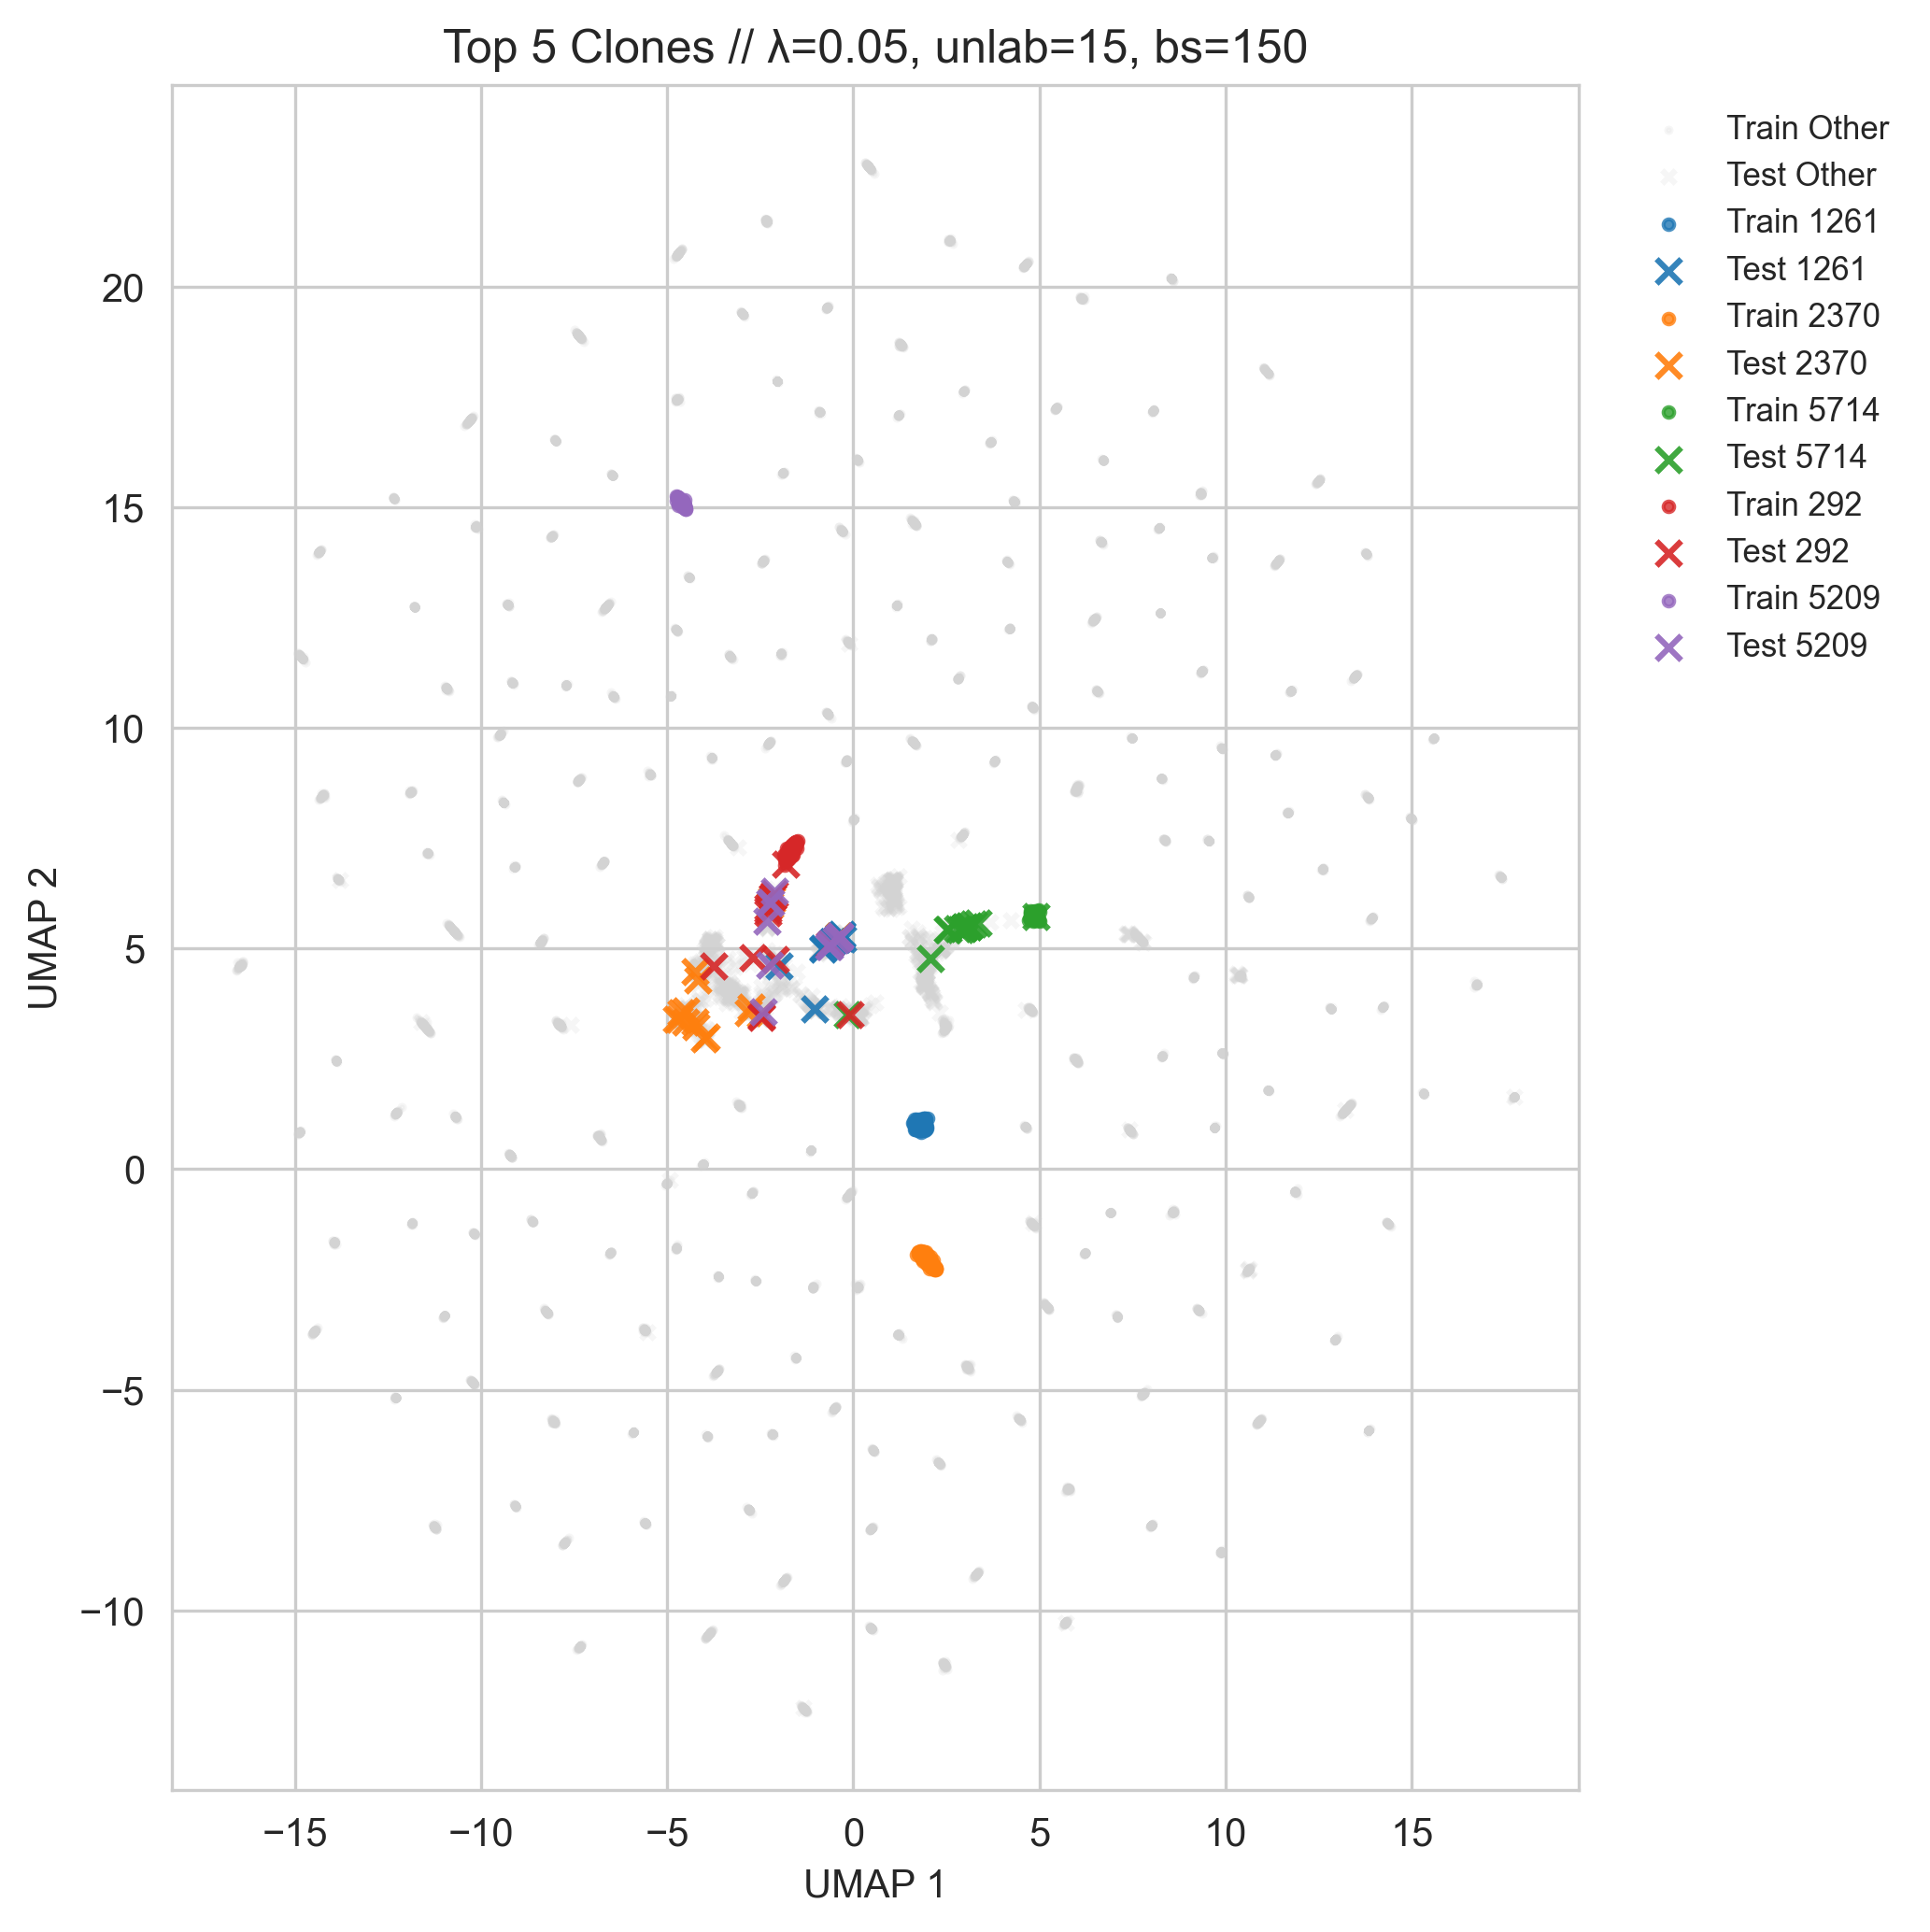 Top 5 Clones // λ=0.05, unlab=15, bs=150
Train Other
Test Other
Train 1261
Test 1261
Train 2370
Test 2370
Train 5714
Test 5714
Train 292
Test 292
Train 5209
Test 5209
UMAP 2
20
15
10
5
0
−5
−10
−15
−10
−5
0
5
10
15
UMAP 1